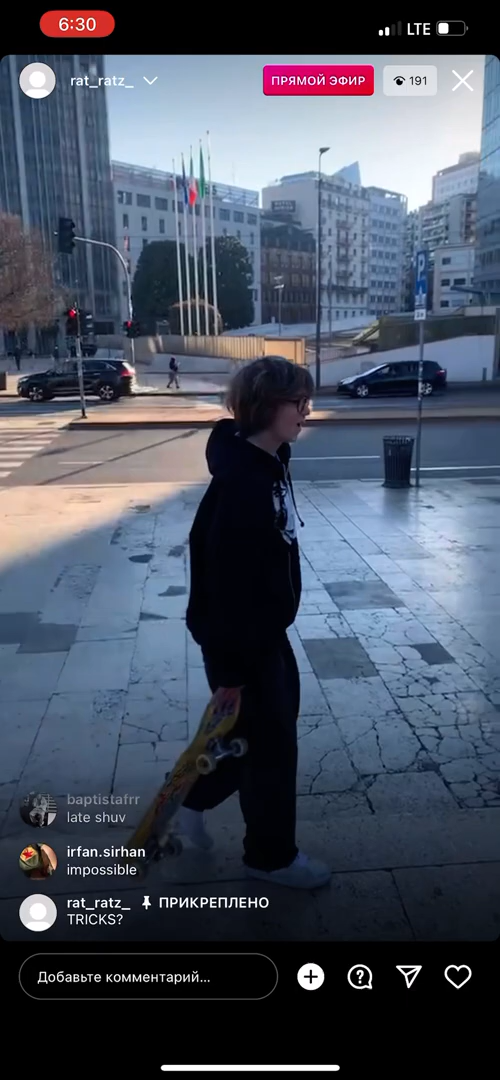 6:30
LTE
rat_ratz_
ПРЯМОЙ ЭФИР
191
P
baptistafrr
late shuv
irfan.sirhan
impossible
rat_ratz_ ПРИКРЕПЛЕНО
TRICKS?
Добавьте комментарий...